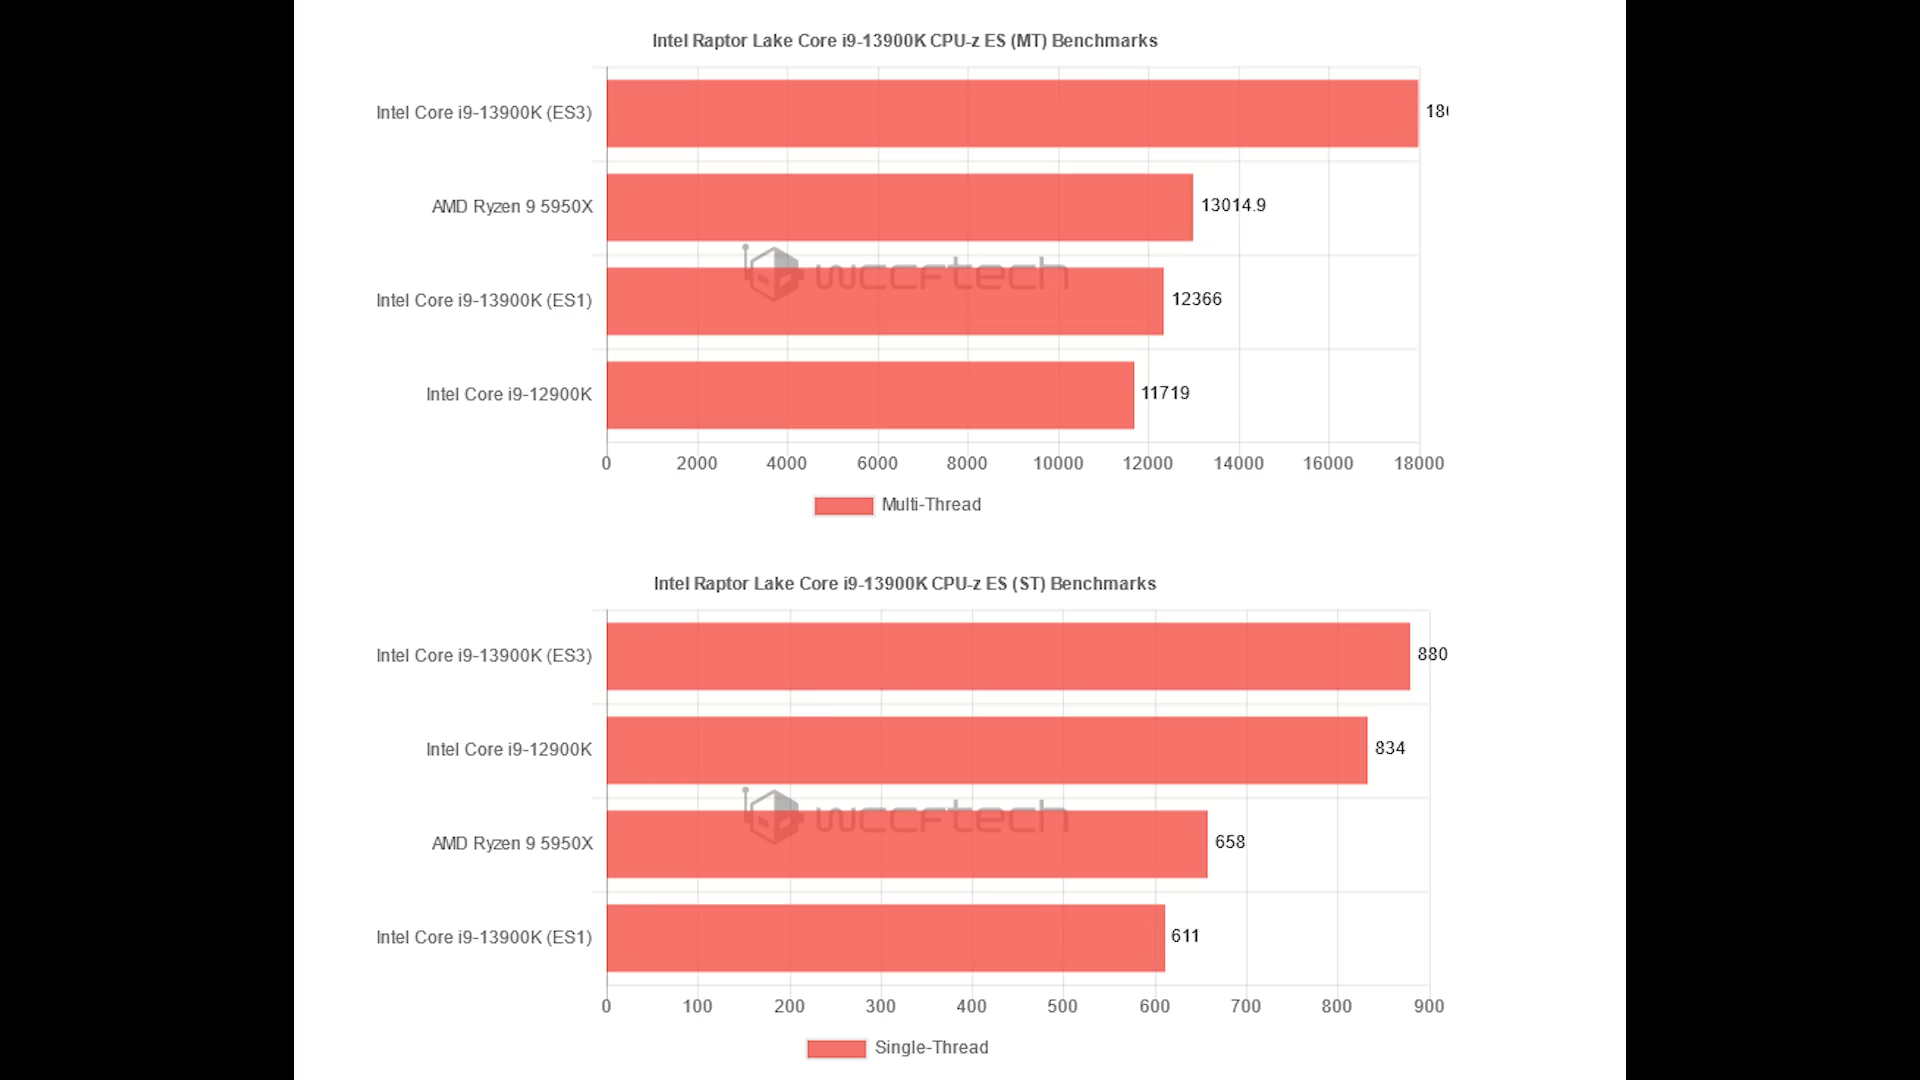 Intel Raptor Lake Core i9-13900K CPU-z ES (MT) Benchmarks
Intel Core i9-13900K (ES3)
AMD Ryzen 9 5950X
13014.9
wccftech
Intel Core i9-13900K (ES1)
12366
Intel Core i9-12900K
11719
0 2000 4000 6000 8000 10000 12000 14000 16000 18000
Multi-Thread
Intel Raptor Lake Core i9-13900K CPU-z ES (ST) Benchmarks
Intel Core i9-13900K (ES3)
880
Intel Core i9-12900K
834
wccftech
AMD Ryzen 9 5950X
658
Intel Core i9-13900K (ES1)
611
0 100 200 300 400 500 600 700 800 900
Single-Thread